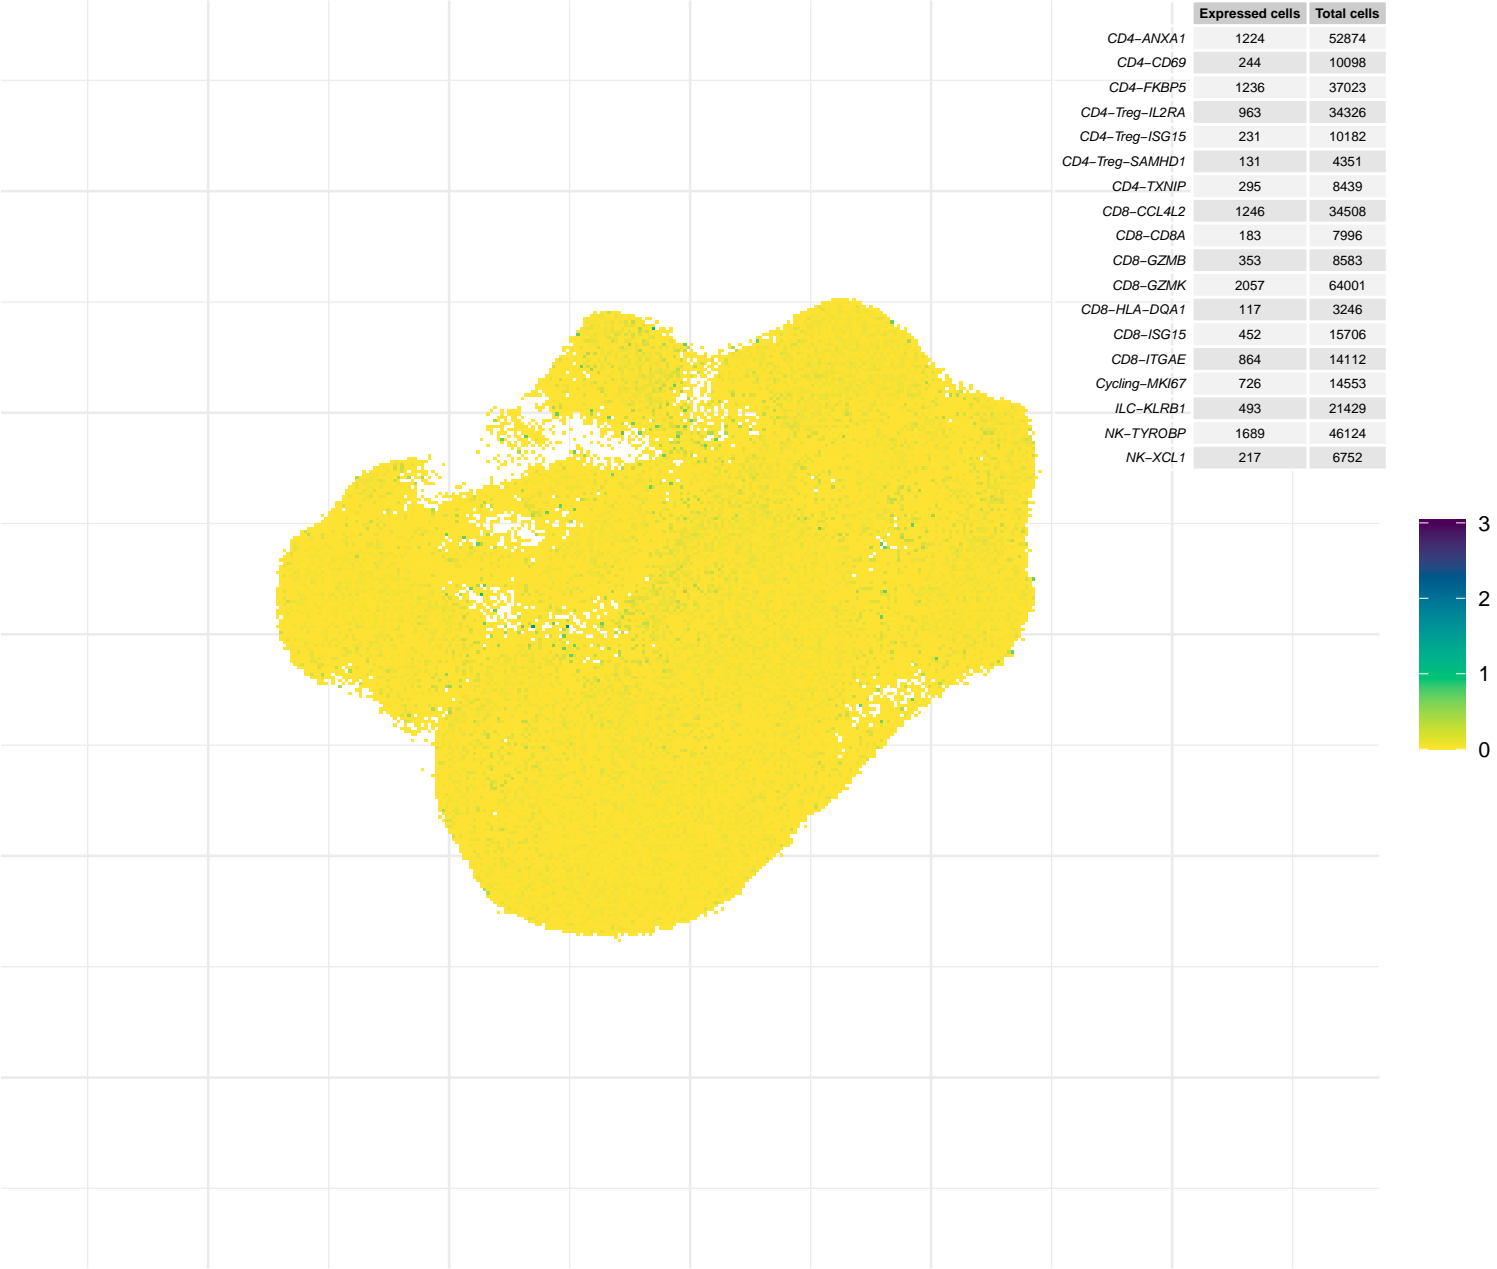 Expressed cells Total cells
CD4−ANXA1 1224 52874
CD4−CD69 244 10098
CD4−FKBP5 1236 37023
CD4−Treg−IL2RA 963 34326
CD4−Treg−ISG15 231 10182
CD4−Treg−SAMHD1 131 4351
CD4−TXNIP 295 8439
CD8−CCL4L2 1246 34508
CD8−CD8A 183 7996
CD8−GZMB 353 8583
CD8−GZMK 2057 64001
CD8−HLA−DQA1 117 3246
CD8−ISG15 452 15706
CD8−ITGAE 864 14112
Cycling−MKI67 726 14553
ILC−KLRB1 493 21429
NK−TYROBP 1689 46124
NK−XCL1 217 6752
3
2
1
0